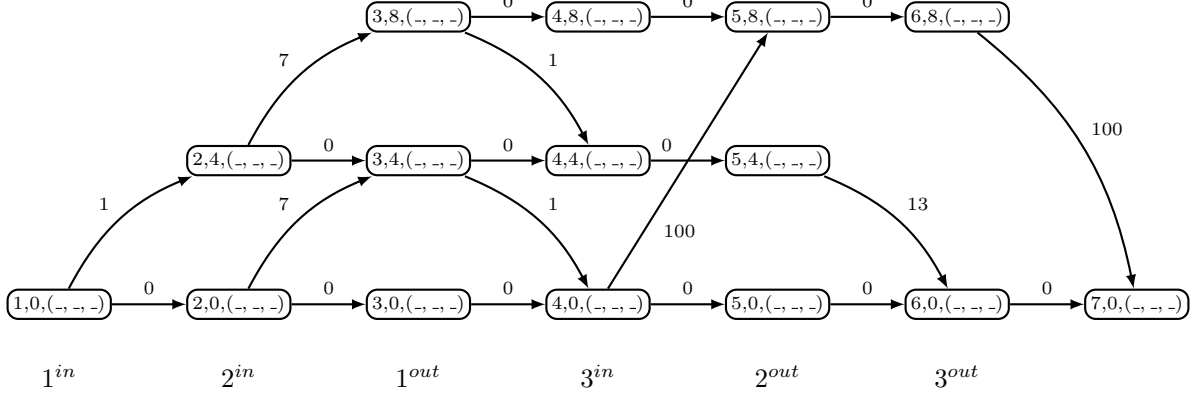 0 0 0
3,8,(_, _, _) 4,8,(_, _, _) 5,8,(_, _, _) 6,8,(_, _, _)
7 1
100
0 0 0
2,4,(_, _, _) 3,4,(_, _, _) 4,4,(_, _, _) 5,4,(_, _, _)
1 7 1 13
100
0 0 0 0 0 0
1,0,(_, _, _) 2,0,(_, _, _) 3,0,(_, _, _) 4,0,(_, _, _) 5,0,(_, _, _) 6,0,(_, _, _) 7,0,(_, _, _)
1^{in} 2^{in} 1^{out} 3^{in} 2^{out} 3^{out}